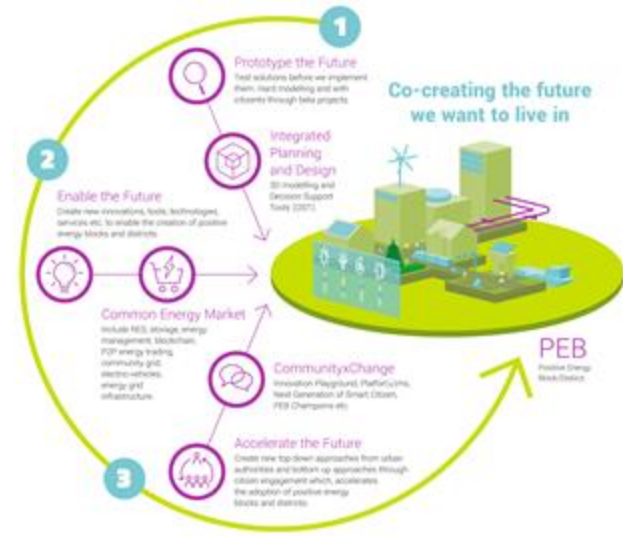 1
Prototype the Future
Test solutions before we implement
them. Hard modelling and with
citizens through beta projects.
Co-creating the future
we want to live in
Integrated
Planning
and Design
3D modelling and
Decision Support
Tools (DST).
2
Enable the Future
Create new innovations, tools, technologies,
services etc. to enable the creation of positive
energy blocks and districts.
Common Energy Market
Include RES, storage, energy
management, blockchain,
P2P energy trading,
community grid,
electro-vehicles,
energy grid
infrastructure.
PEB
Positive Energy
Block/District
CommunityxChange
Innovation Playground,
Next Generation of Smart Citizen,
PEB Champions etc.
3
Accelerate the Future
Create new top down approaches from urban
authorities and bottom up approaches through
citizen engagement which, accelerates
the adoption of positive energy
blocks and districts.